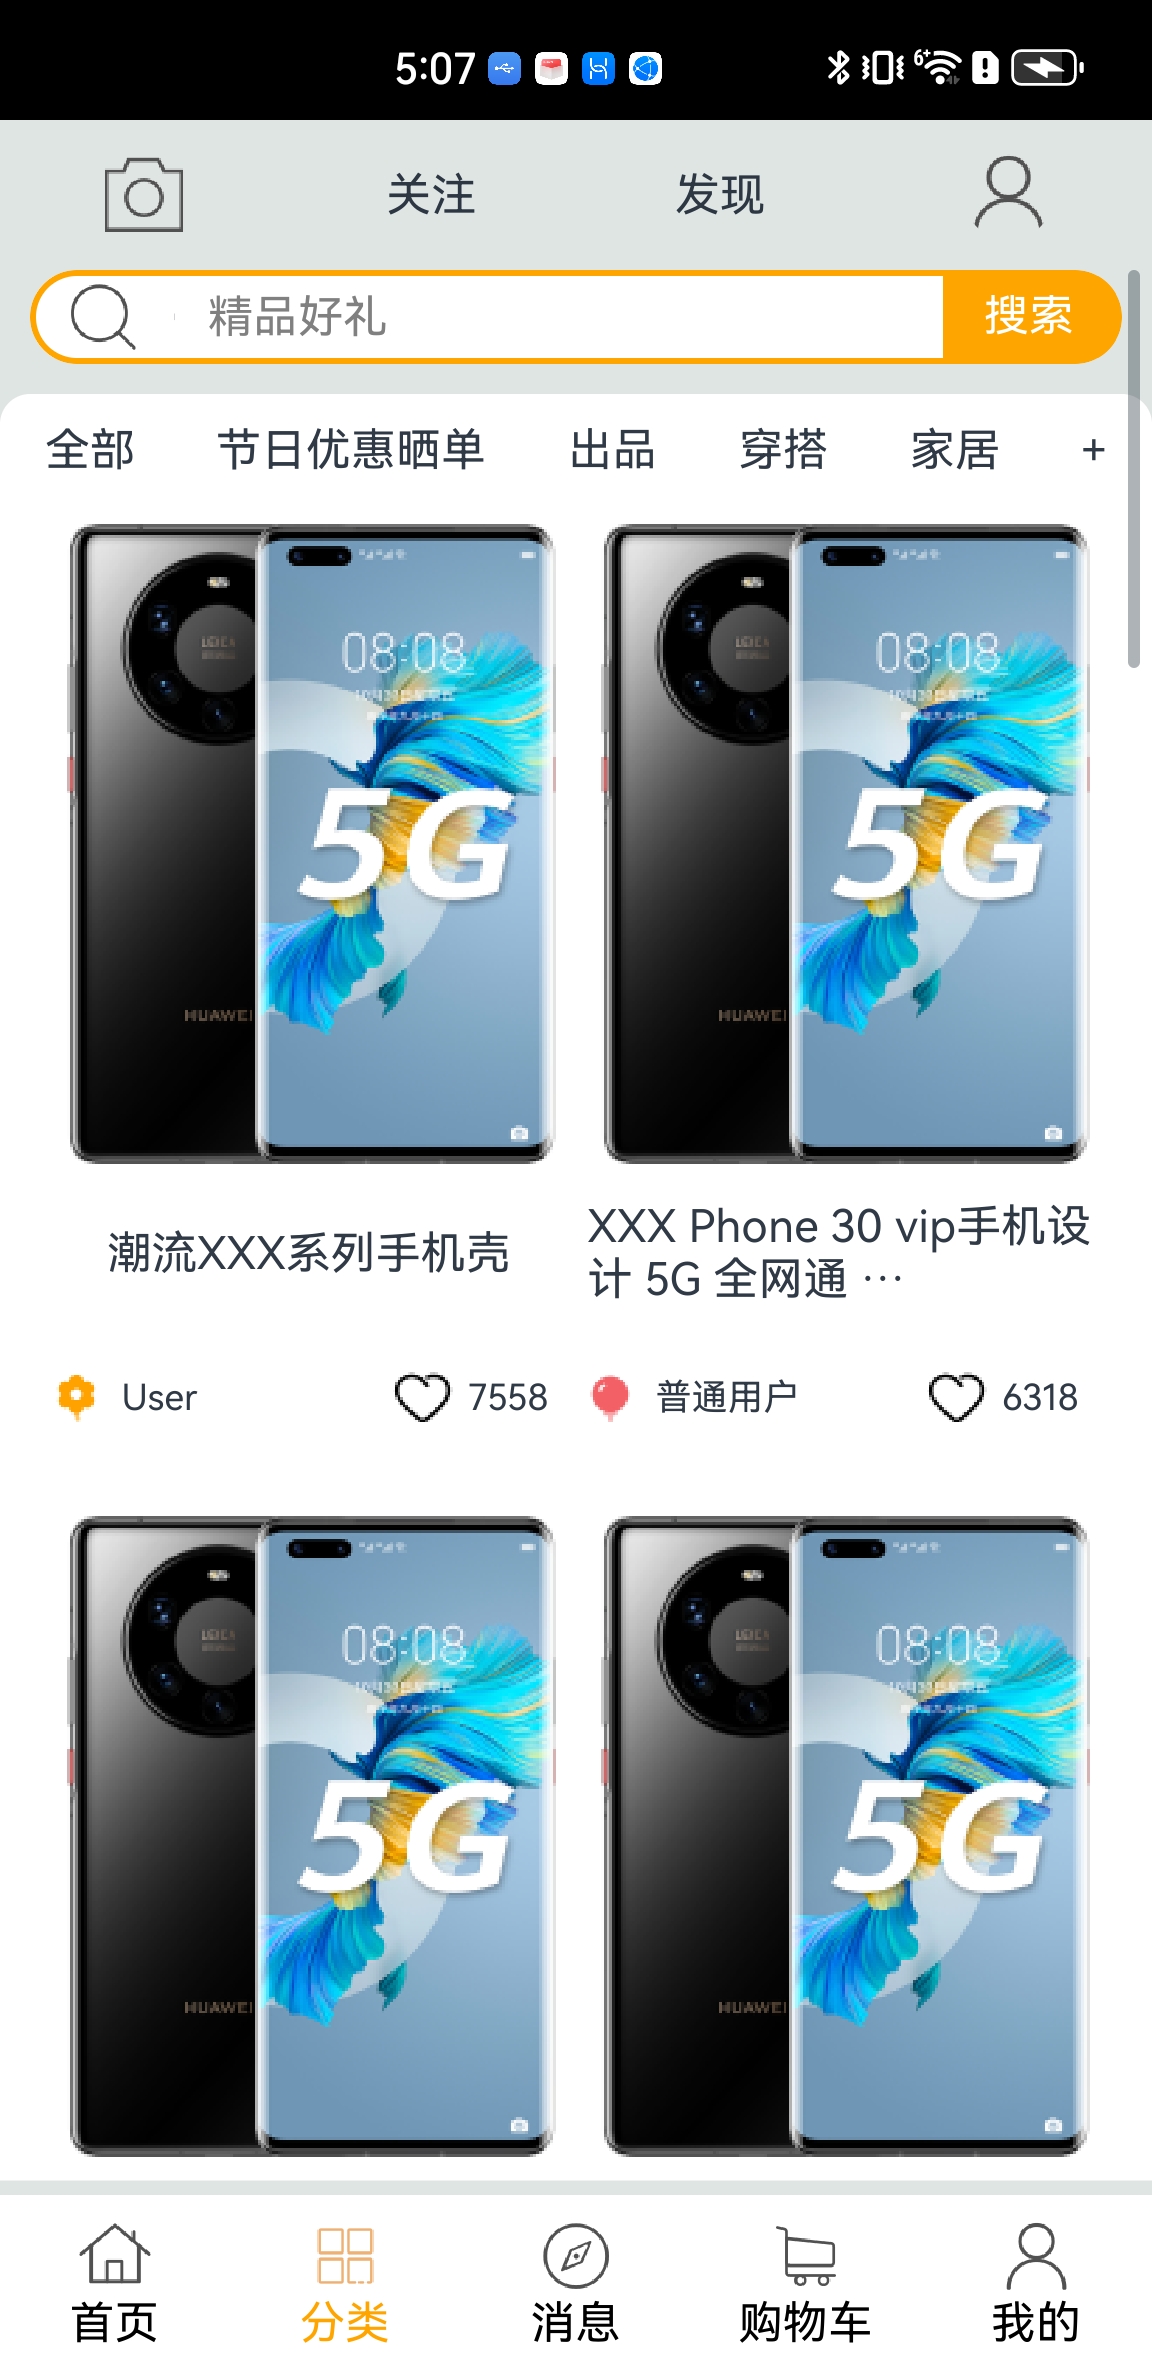 5:07
关注 发现
精品好礼 搜索
全部 节日优惠晒单 出品 穿搭 家居 +
08:08 08:08
5G 5G
HUAWEI HUAWEI
潮流XXX系列手机壳
XXX Phone 30 vip手机设
计 5G 全网通 ···
User 7558 普通用户 6318
08:08 08:08
5G 5G
HUAWEI HUAWEI
首页 分类 消息 购物车 我的